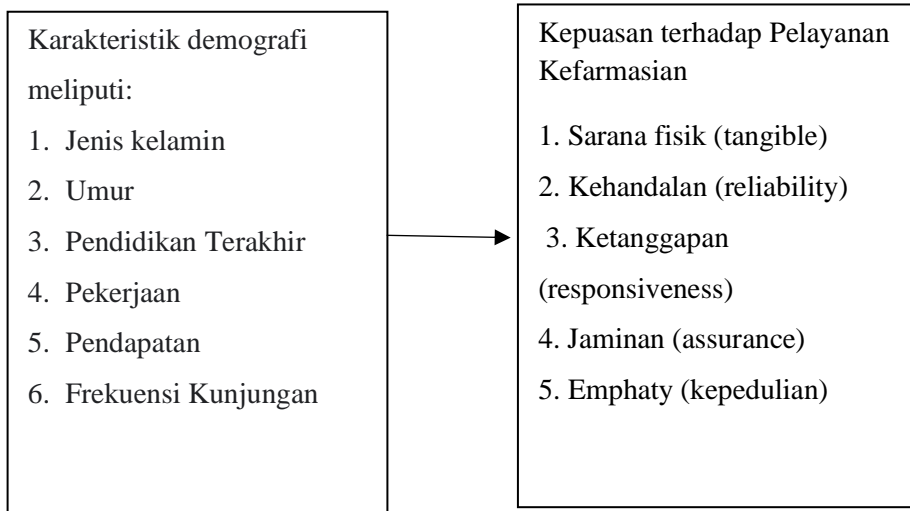 Karakteristik demografi
meliputi:
1. Jenis kelamin
2. Umur
3. Pendidikan Terakhir
4. Pekerjaan
5. Pendapatan
6. Frekuensi Kunjungan
Kepuasan terhadap Pelayanan
Kefarmasian
1. Sarana fisik (tangible)
2. Kehandalan (reliability)
3. Ketanggapan
(responsiveness)
4. Jaminan (assurance)
5. Emphaty (kepedulian)